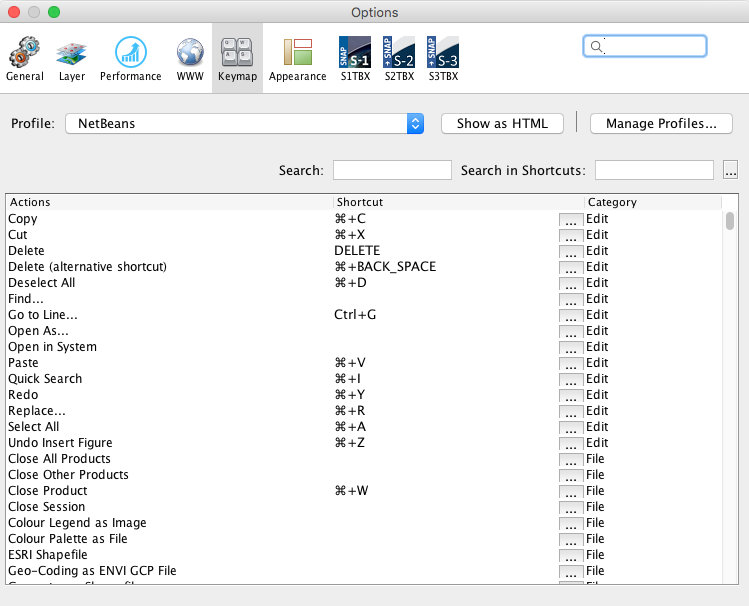 Options
General Layer Performance WWW Keymap Appearance S1TBX S2TBX S3TBX
SNAP S-1 SNAP S-2 SNAP S-3
Profile: NetBeans Show as HTML Manage Profiles...
Search: Search in Shortcuts: ...
Actions Shortcut Category
Copy ⌘+C ... Edit
Cut ⌘+X ... Edit
Delete DELETE ... Edit
Delete (alternative shortcut) ⌘+BACK_SPACE ... Edit
Deselect All ⌘+D ... Edit
Find... ... Edit
Go to Line... Ctrl+G ... Edit
Open As... ... Edit
Open in System ... Edit
Paste ⌘+V ... Edit
Quick Search ⌘+I ... Edit
Redo ⌘+Y ... Edit
Replace... ⌘+R ... Edit
Select All ⌘+A ... Edit
Undo Insert Figure ⌘+Z ... Edit
Close All Products ... File
Close Other Products ... File
Close Product ⌘+W ... File
Close Session ... File
Colour Legend as Image ... File
Colour Palette as File ... File
ESRI Shapefile ... File
Geo-Coding as ENVI GCP File ... File